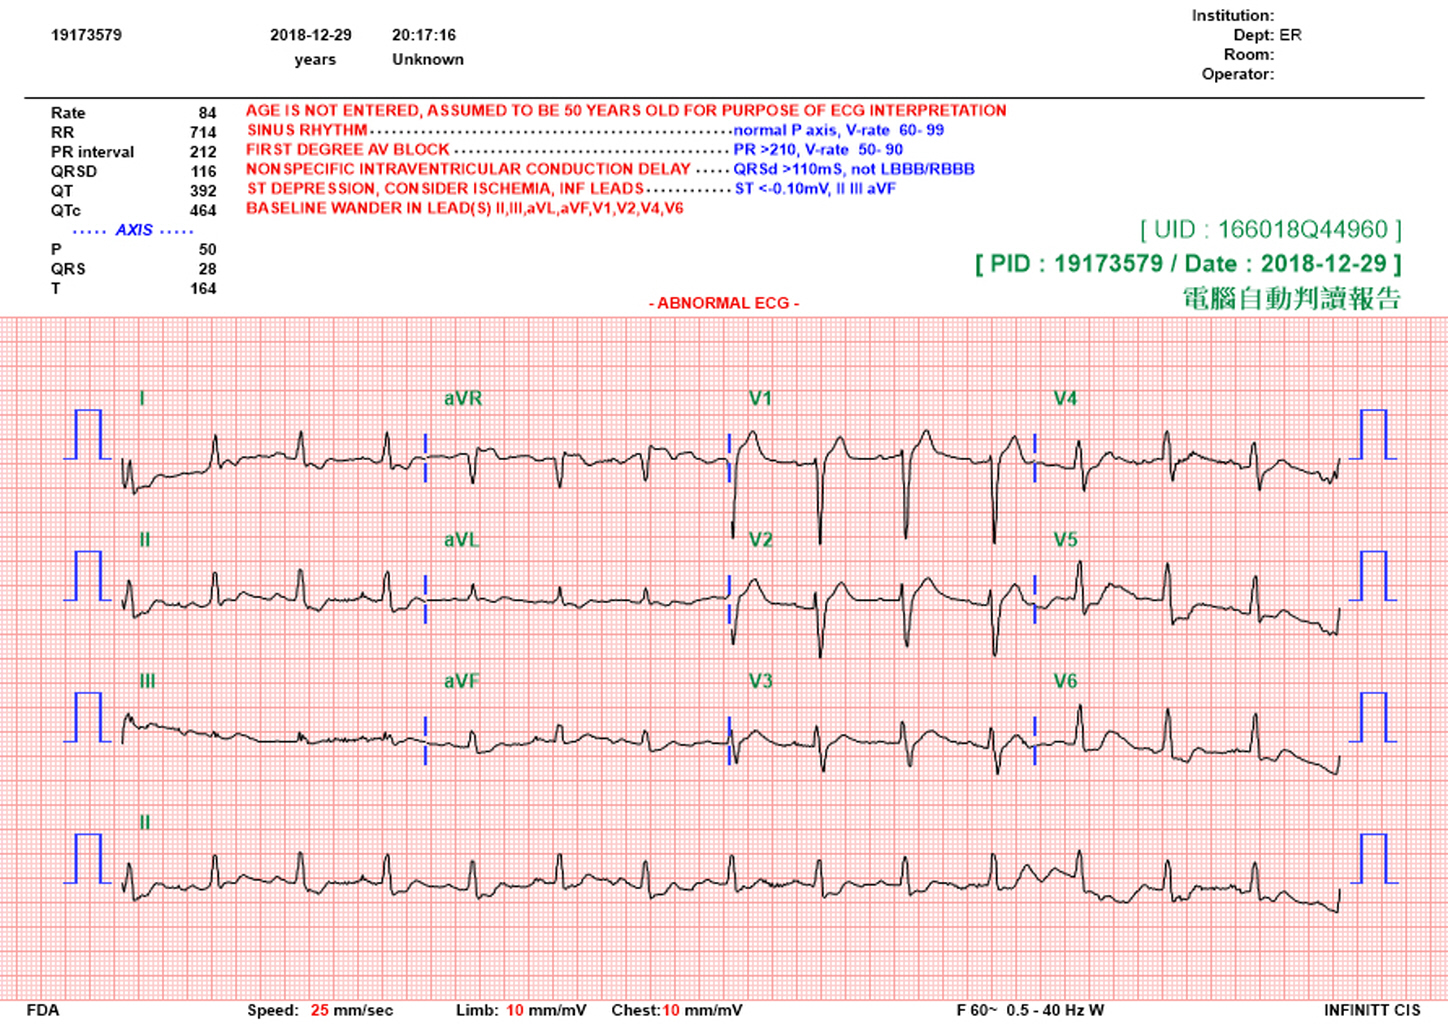 Institution:
19173579 2018-12-29 20:17:16 Dept: ER
years Unknown Room:
Operator:
Rate 84 AGE IS NOT ENTERED, ASSUMED TO BE 50 YEARS OLD FOR PURPOSE OF ECG INTERPRETATION
RR 714 SINUS RHYTHM normal P axis, V-rate 60- 99
PR interval 212 FIRST DEGREE AV BLOCK PR >210, V-rate 50- 90
QRSD 116 NONSPECIFIC INTRAVENTRICULAR CONDUCTION DELAY QRSd >110mS, not LBBB/RBBB
QT 392 ST DEPRESSION, CONSIDER ISCHEMIA, INF LEADS ST <-0.10mV, II III aVF
QTc 464 BASELINE WANDER IN LEAD(S) II,III,aVL,aVF,V1,V2,V4,V6
····· AXIS ·····
[ UID : 166018Q44960 ]
P 50
QRS 28
[ PID : 19173579 / Date : 2018-12-29 ]
T 164
電腦自動判讀報告
- ABNORMAL ECG -
I aVR V1 V4
II aVL V2 V5
III aVF V3 V6
II
FDA Speed: 25 mm/sec Limb: 10 mm/mV Chest:10 mm/mV F 60~ 0.5 - 40 Hz W INFINITT CIS